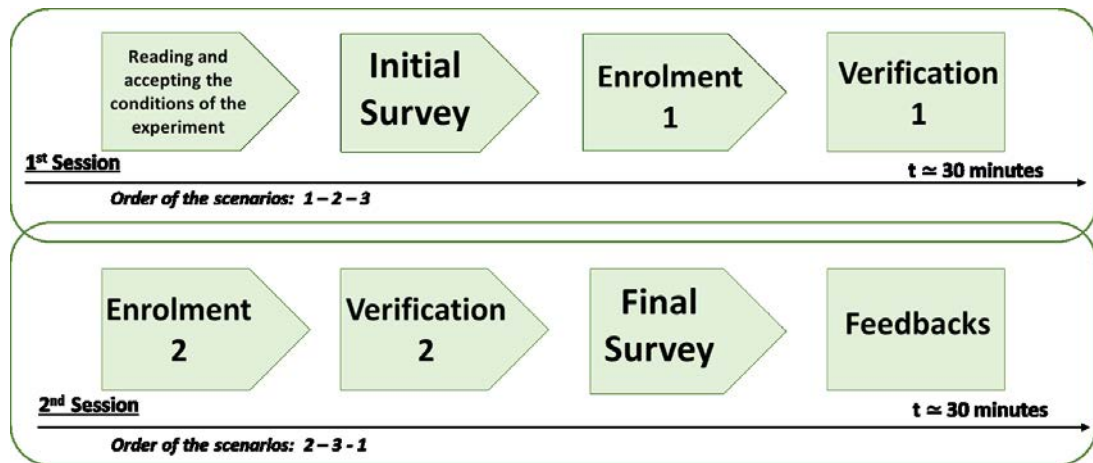 Reading and
accepting the
conditions of the
experiment
Initial
Survey
Enrolment
1
Verification
1
1st Session
t ≃ 30 minutes
Order of the scenarios: 1 – 2 – 3
Enrolment
2
Verification
2
Final
Survey
Feedbacks
2nd Session
t ≃ 30 minutes
Order of the scenarios: 2 – 3 - 1